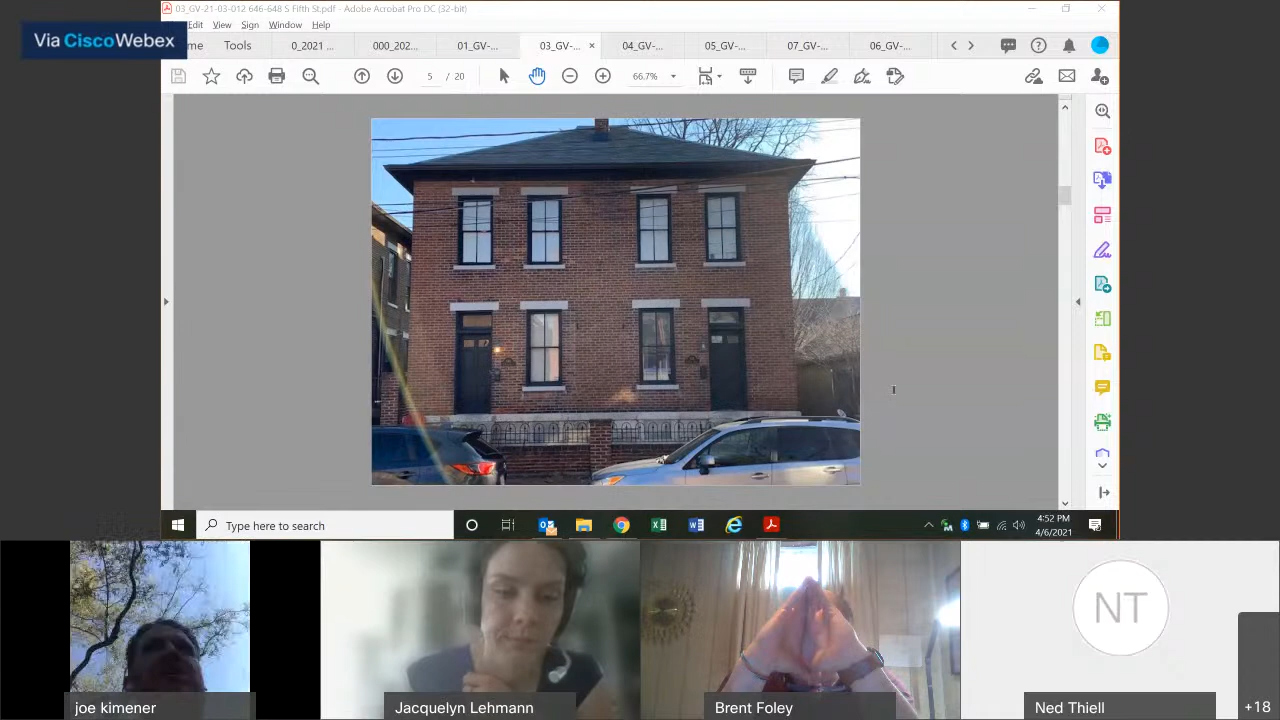 03_GV-21-03-012 646-648 S Fifth St.pdf - Adobe Acrobat Pro DC (32-bit)
Edit View Sign Window Help
Via Cisco Webex
me Tools 0_2021 ... 000_02-... 01_GV-... 03_GV-... × 04_GV-... 05_GV-... 07_GV-... 06_GV-...
5 / 20 66.7%
Type here to search
4:52 PM
4/6/2021
NT
joe kimener
Jacquelyn Lehmann
Brent Foley
Ned Thiell
+18